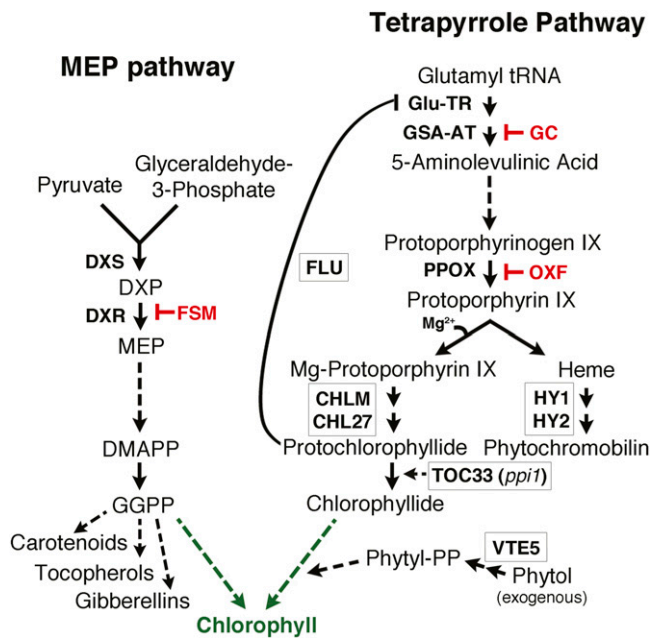 Tetrapyrrole Pathway
MEP pathway
Glutamyl tRNA
Glu-TR
GSA-AT
GC
5-Aminolevulinic Acid
Pyruvate
Glyceraldehyde-
3-Phosphate
DXS
DXP
DXR
FSM
MEP
DMAPP
GGPP
Carotenoids
Tocopherols
Gibberellins
Chlorophyll
FLU
Protoporphyrinogen IX
PPOX
OXF
Protoporphyrin IX
Mg²⁺
Mg-Protoporphyrin IX
Heme
CHLM
CHL27
HY1
HY2
Protochlorophyllide
Phytochromobilin
TOC33 (ppi1)
Chlorophyllide
Phytyl-PP
VTE5
Phytol
(exogenous)